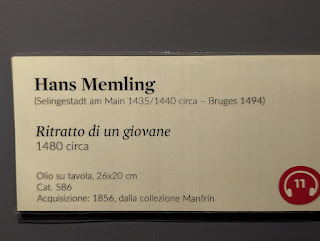 Hans Memling
(Selingestadt am Main 1435/1440 circa – Bruges 1494)
Ritratto di un giovane
1480 circa
Olio su tavola, 26x20 cm
Cat. 586
Acquisizione: 1856, dalla collezione Manfrin
11